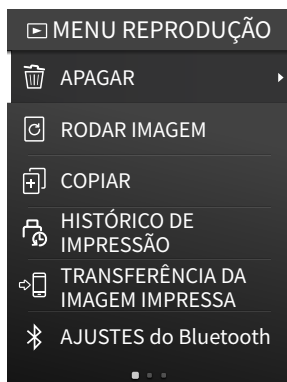 MENU REPRODUÇÃO
APAGAR
RODAR IMAGEM
COPIAR
HISTÓRICO DE
IMPRESSÃO
TRANSFERÊNCIA DA
IMAGEM IMPRESSA
AJUSTES do Bluetooth